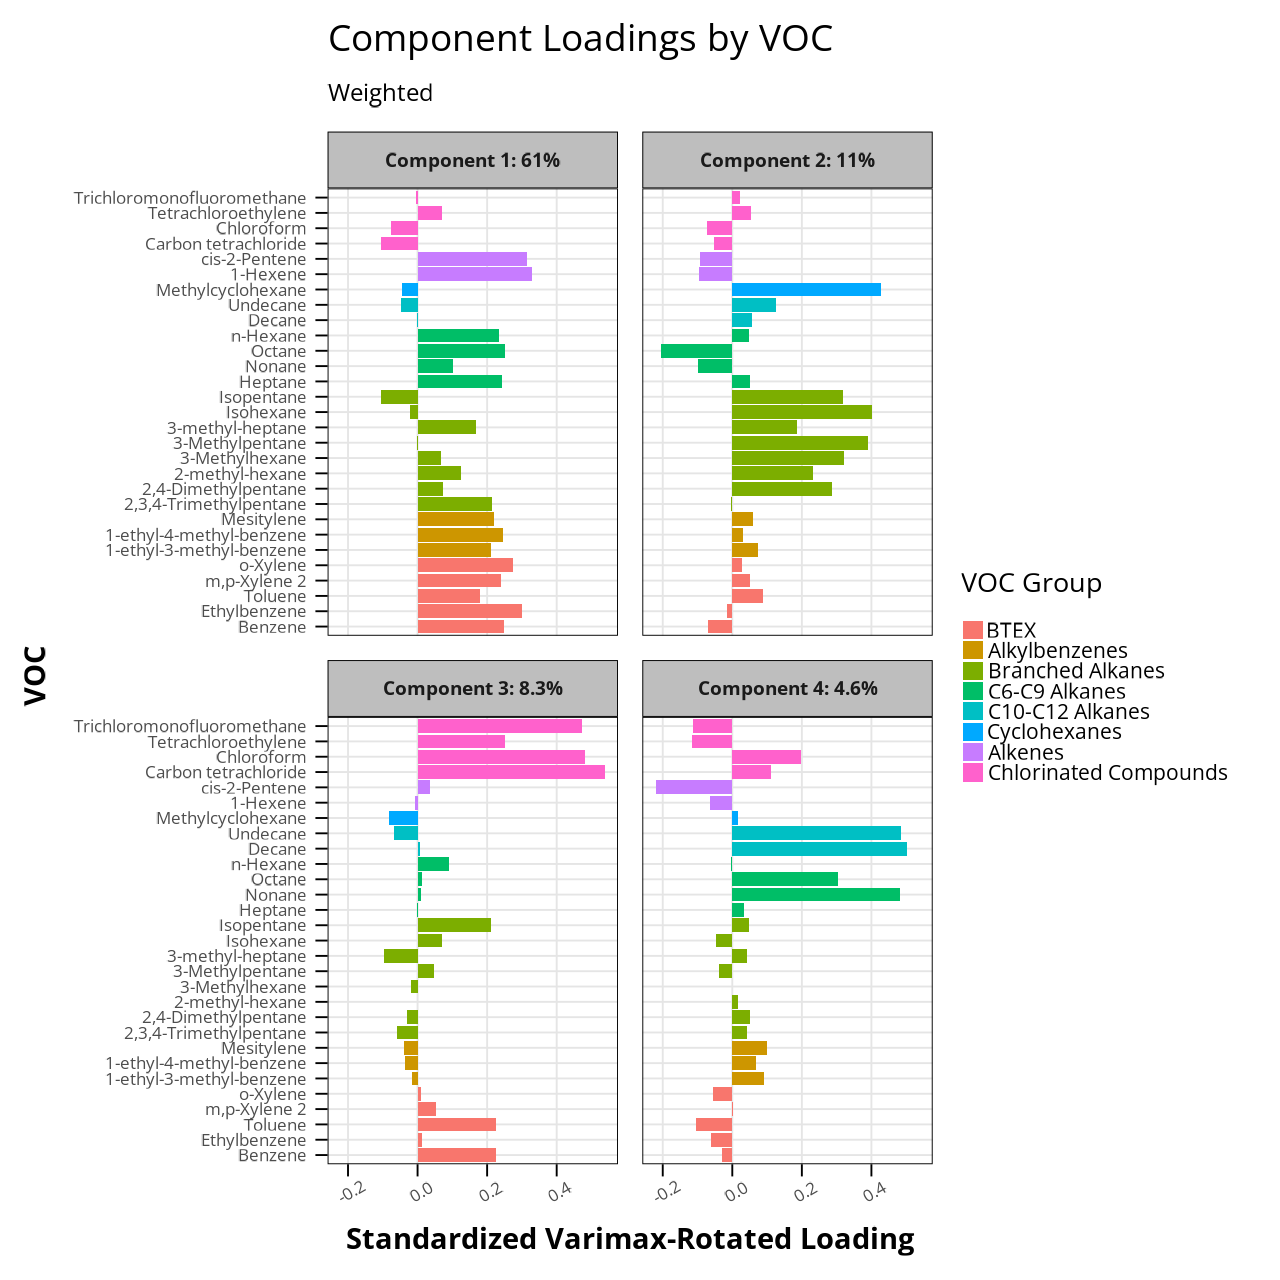 Component Loadings by VOC
Weighted
Component 1: 61%
Component 2: 11%
Trichloromonofluoromethane
Tetrachloroethylene
Chloroform
Carbon tetrachloride
cis-2-Pentene
1-Hexene
Methylcyclohexane
Undecane
Decane
n-Hexane
Octane
Nonane
Heptane
Isopentane
Isohexane
3-methyl-heptane
3-Methylpentane
3-Methylhexane
2-methyl-hexane
2,4-Dimethylpentane
2,3,4-Trimethylpentane
Mesitylene
1-ethyl-4-methyl-benzene
1-ethyl-3-methyl-benzene
o-Xylene
m,p-Xylene 2
Toluene
Ethylbenzene
Benzene
VOC
Component 3: 8.3%
Component 4: 4.6%
Trichloromonofluoromethane
Tetrachloroethylene
Chloroform
Carbon tetrachloride
cis-2-Pentene
1-Hexene
Methylcyclohexane
Undecane
Decane
n-Hexane
Octane
Nonane
Heptane
Isopentane
Isohexane
3-methyl-heptane
3-Methylpentane
3-Methylhexane
2-methyl-hexane
2,4-Dimethylpentane
2,3,4-Trimethylpentane
Mesitylene
1-ethyl-4-methyl-benzene
1-ethyl-3-methyl-benzene
o-Xylene
m,p-Xylene 2
Toluene
Ethylbenzene
Benzene
-0.2 0.0 0.2 0.4
-0.2 0.0 0.2 0.4
Standardized Varimax-Rotated Loading
VOC Group
BTEX
Alkylbenzenes
Branched Alkanes
C6-C9 Alkanes
C10-C12 Alkanes
Cyclohexanes
Alkenes
Chlorinated Compounds